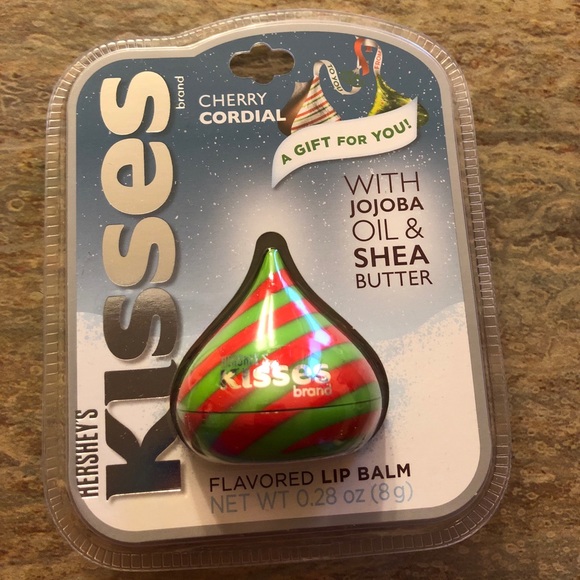 HERSHEY'S
Kisses
brand
CHERRY
CORDIAL
A GIFT FOR YOU!
WITH
JOJOBA
OIL &
SHEA
BUTTER
Kisses
brand
FLAVORED LIP BALM
NET WT 0.28 oz (8 g)